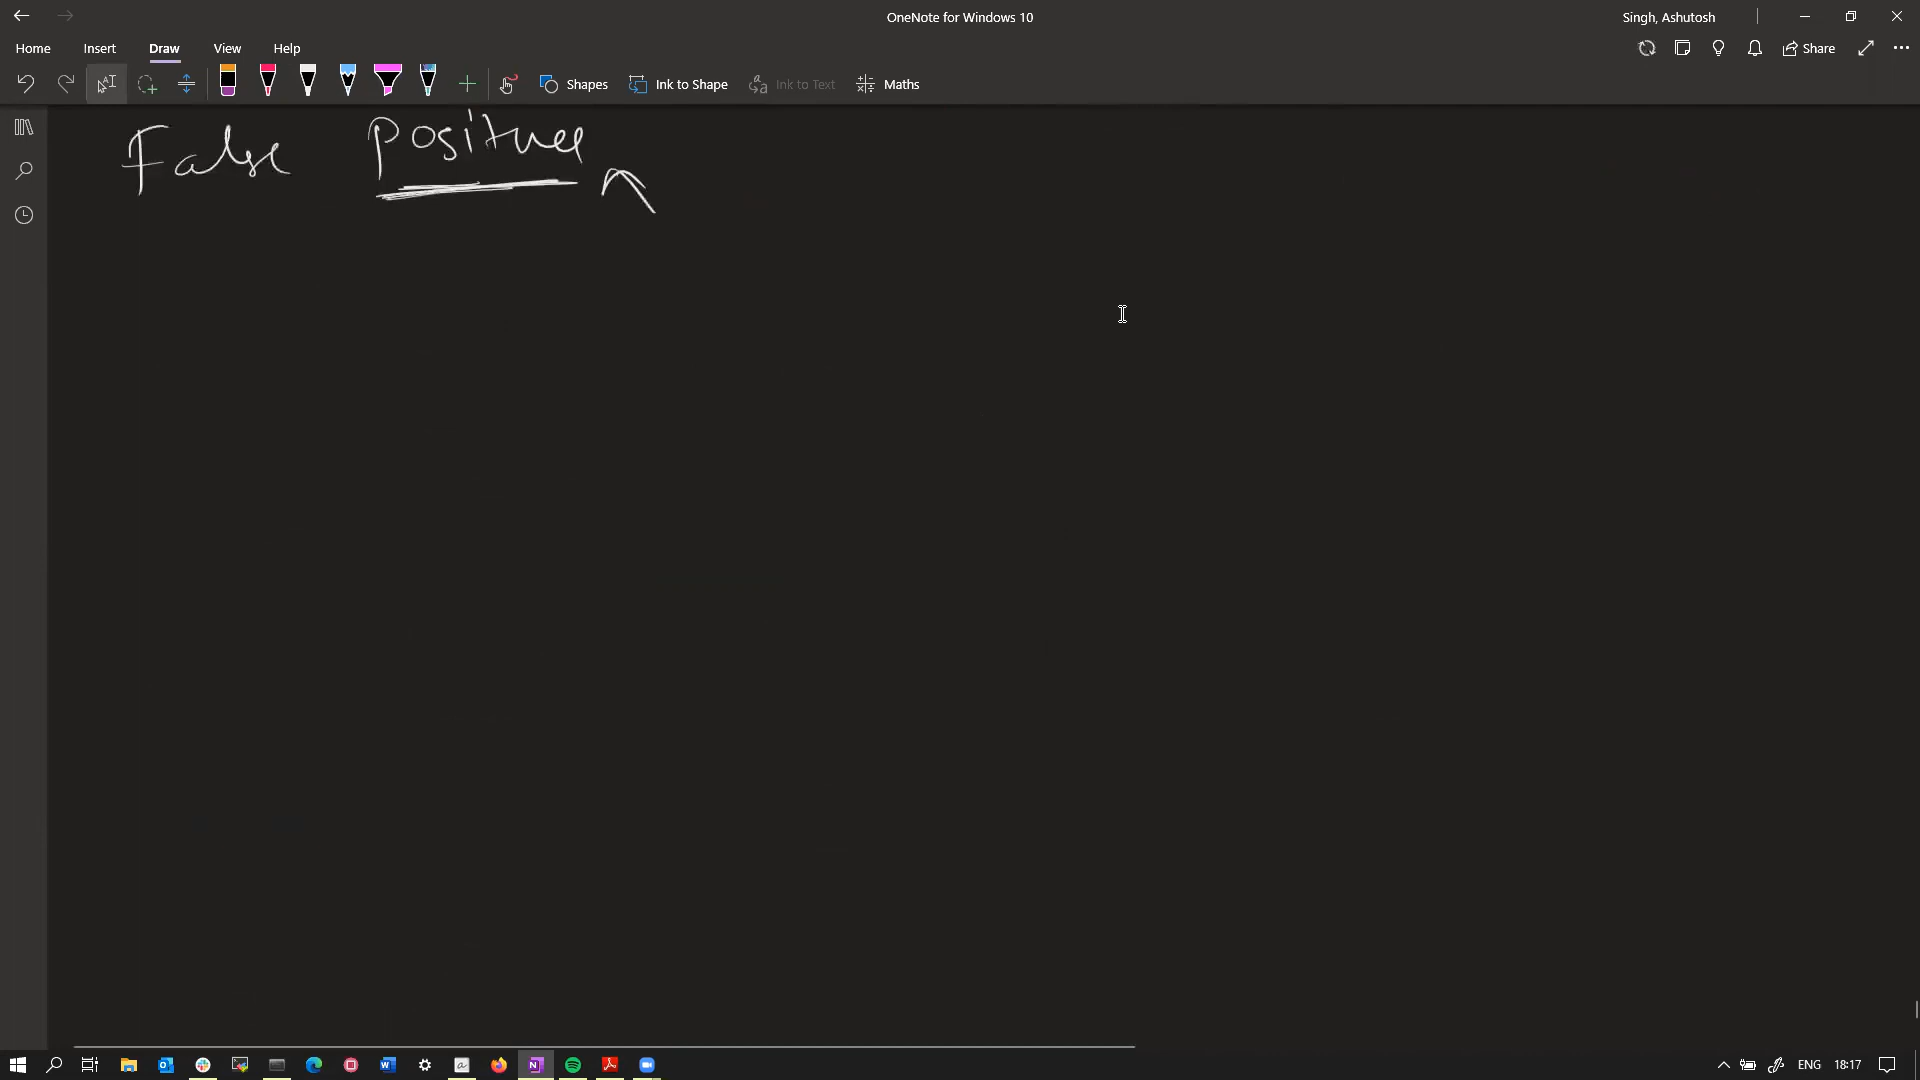 OneNote for Windows 10
Singh, Ashutosh
Home Insert Draw View Help
Share
Shapes Ink to Shape Ink to Text Maths
False Positive
ENG 18:17